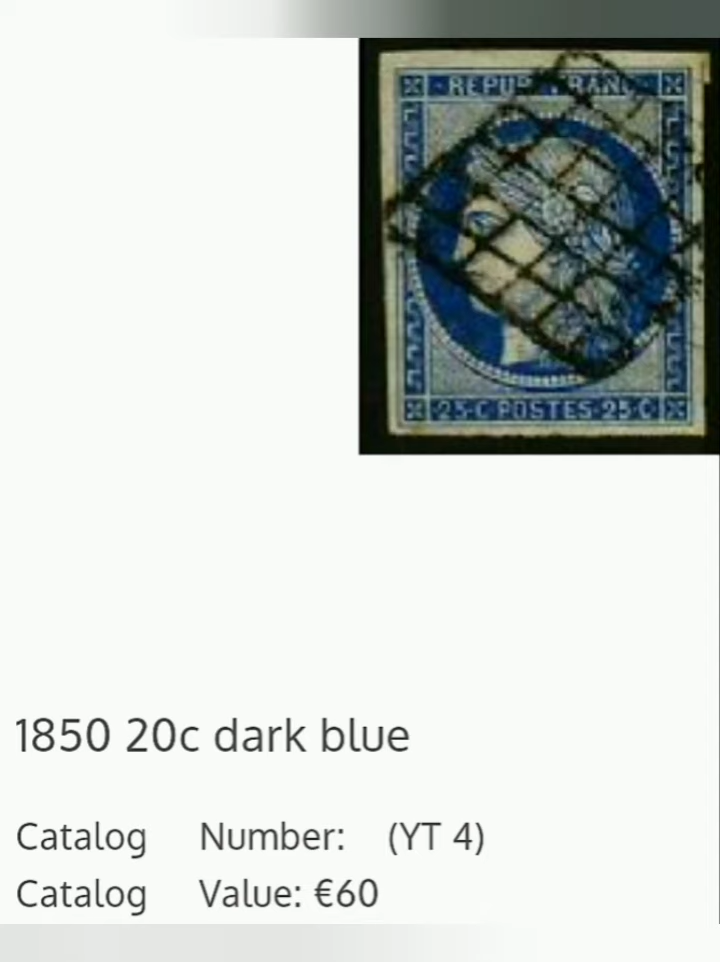 REPUB FRANC
25·C POSTES 25·C
1850 20c dark blue
Catalog Number: (YT 4)
Catalog Value: €60